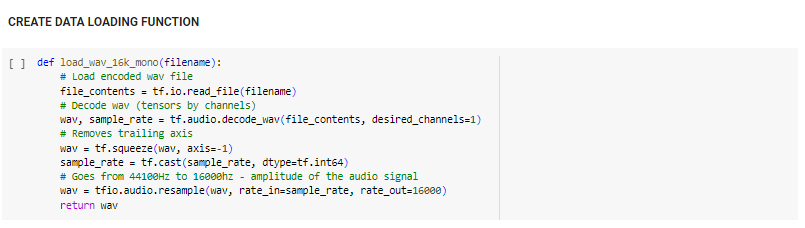 CREATE DATA LOADING FUNCTION
[ ] def load_wav_16k_mono(filename):
# Load encoded wav file
file_contents = tf.io.read_file(filename)
# Decode wav (tensors by channels)
wav, sample_rate = tf.audio.decode_wav(file_contents, desired_channels=1)
# Removes trailing axis
wav = tf.squeeze(wav, axis=-1)
sample_rate = tf.cast(sample_rate, dtype=tf.int64)
# Goes from 44100Hz to 16000hz - amplitude of the audio signal
wav = tfio.audio.resample(wav, rate_in=sample_rate, rate_out=16000)
return wav